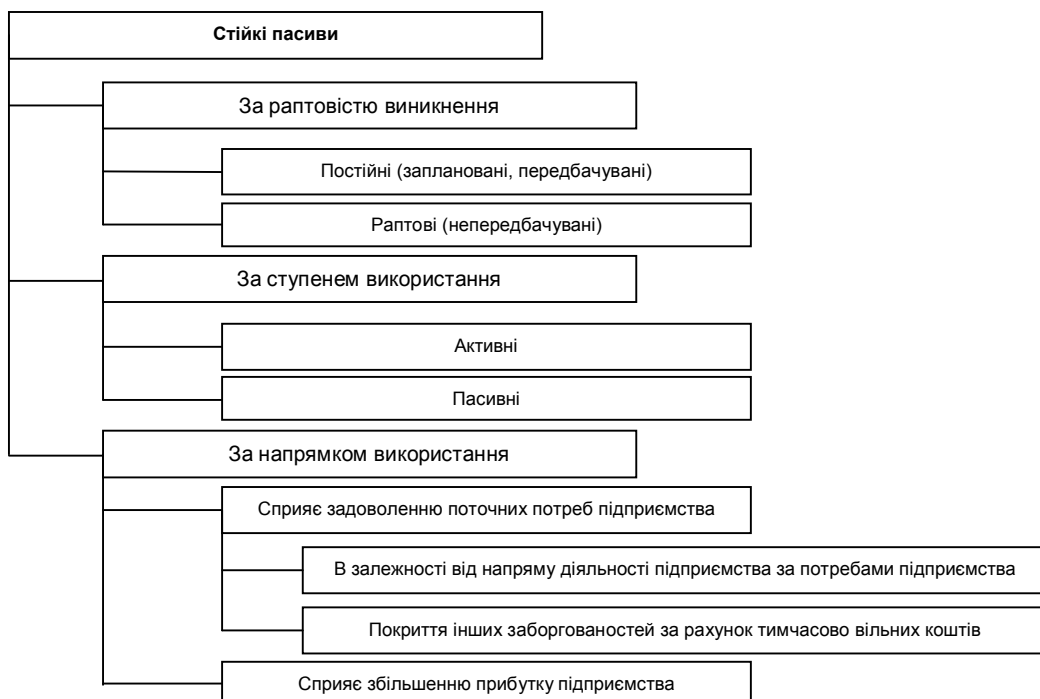 Стійкі пасиви
За раптовістю виникнення
Постійні (заплановані, передбачувані)
Раптові (непередбачувані)
За ступенем використання
Активні
Пасивні
За напрямком використання
Сприяє задоволенню поточних потреб підприємства
В залежності від напряму діяльності підприємства за потребами підприємства
Покриття інших заборгованостей за рахунок тимчасово вільних коштів
Сприяє збільшенню прибутку підприємства